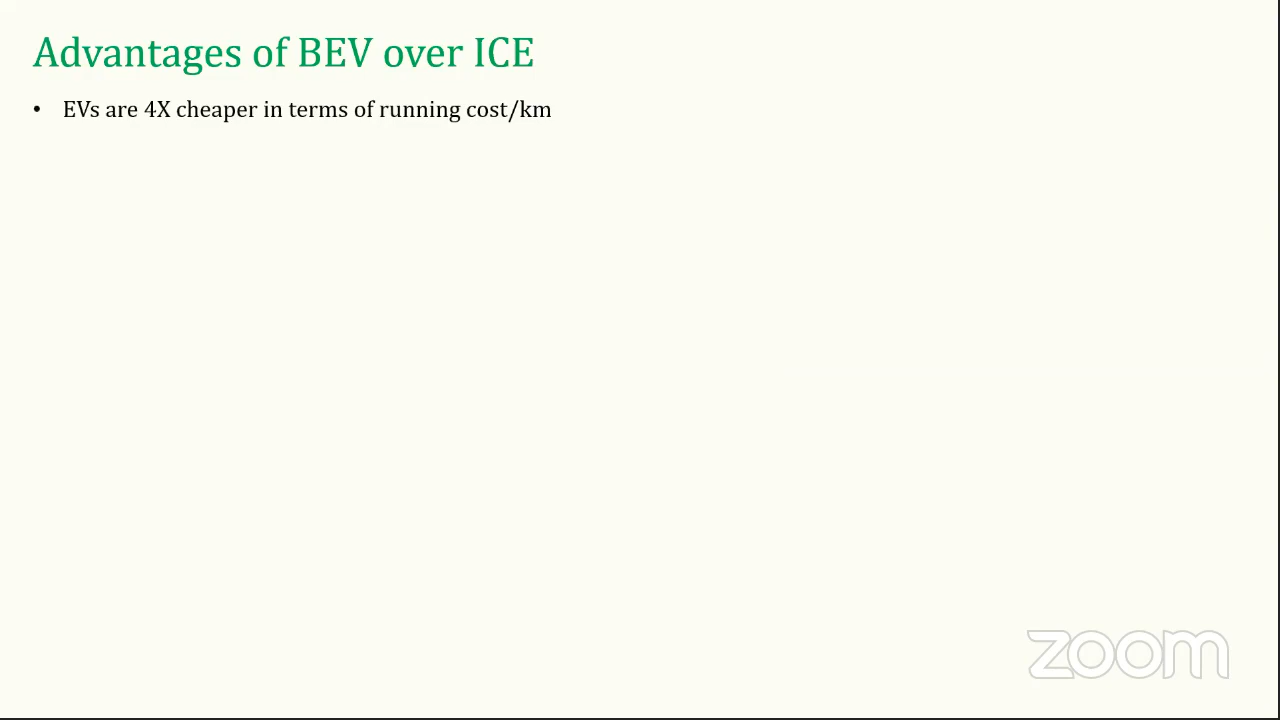 Advantages of BEV over ICE
• EVs are 4X cheaper in terms of running cost/km
zoom